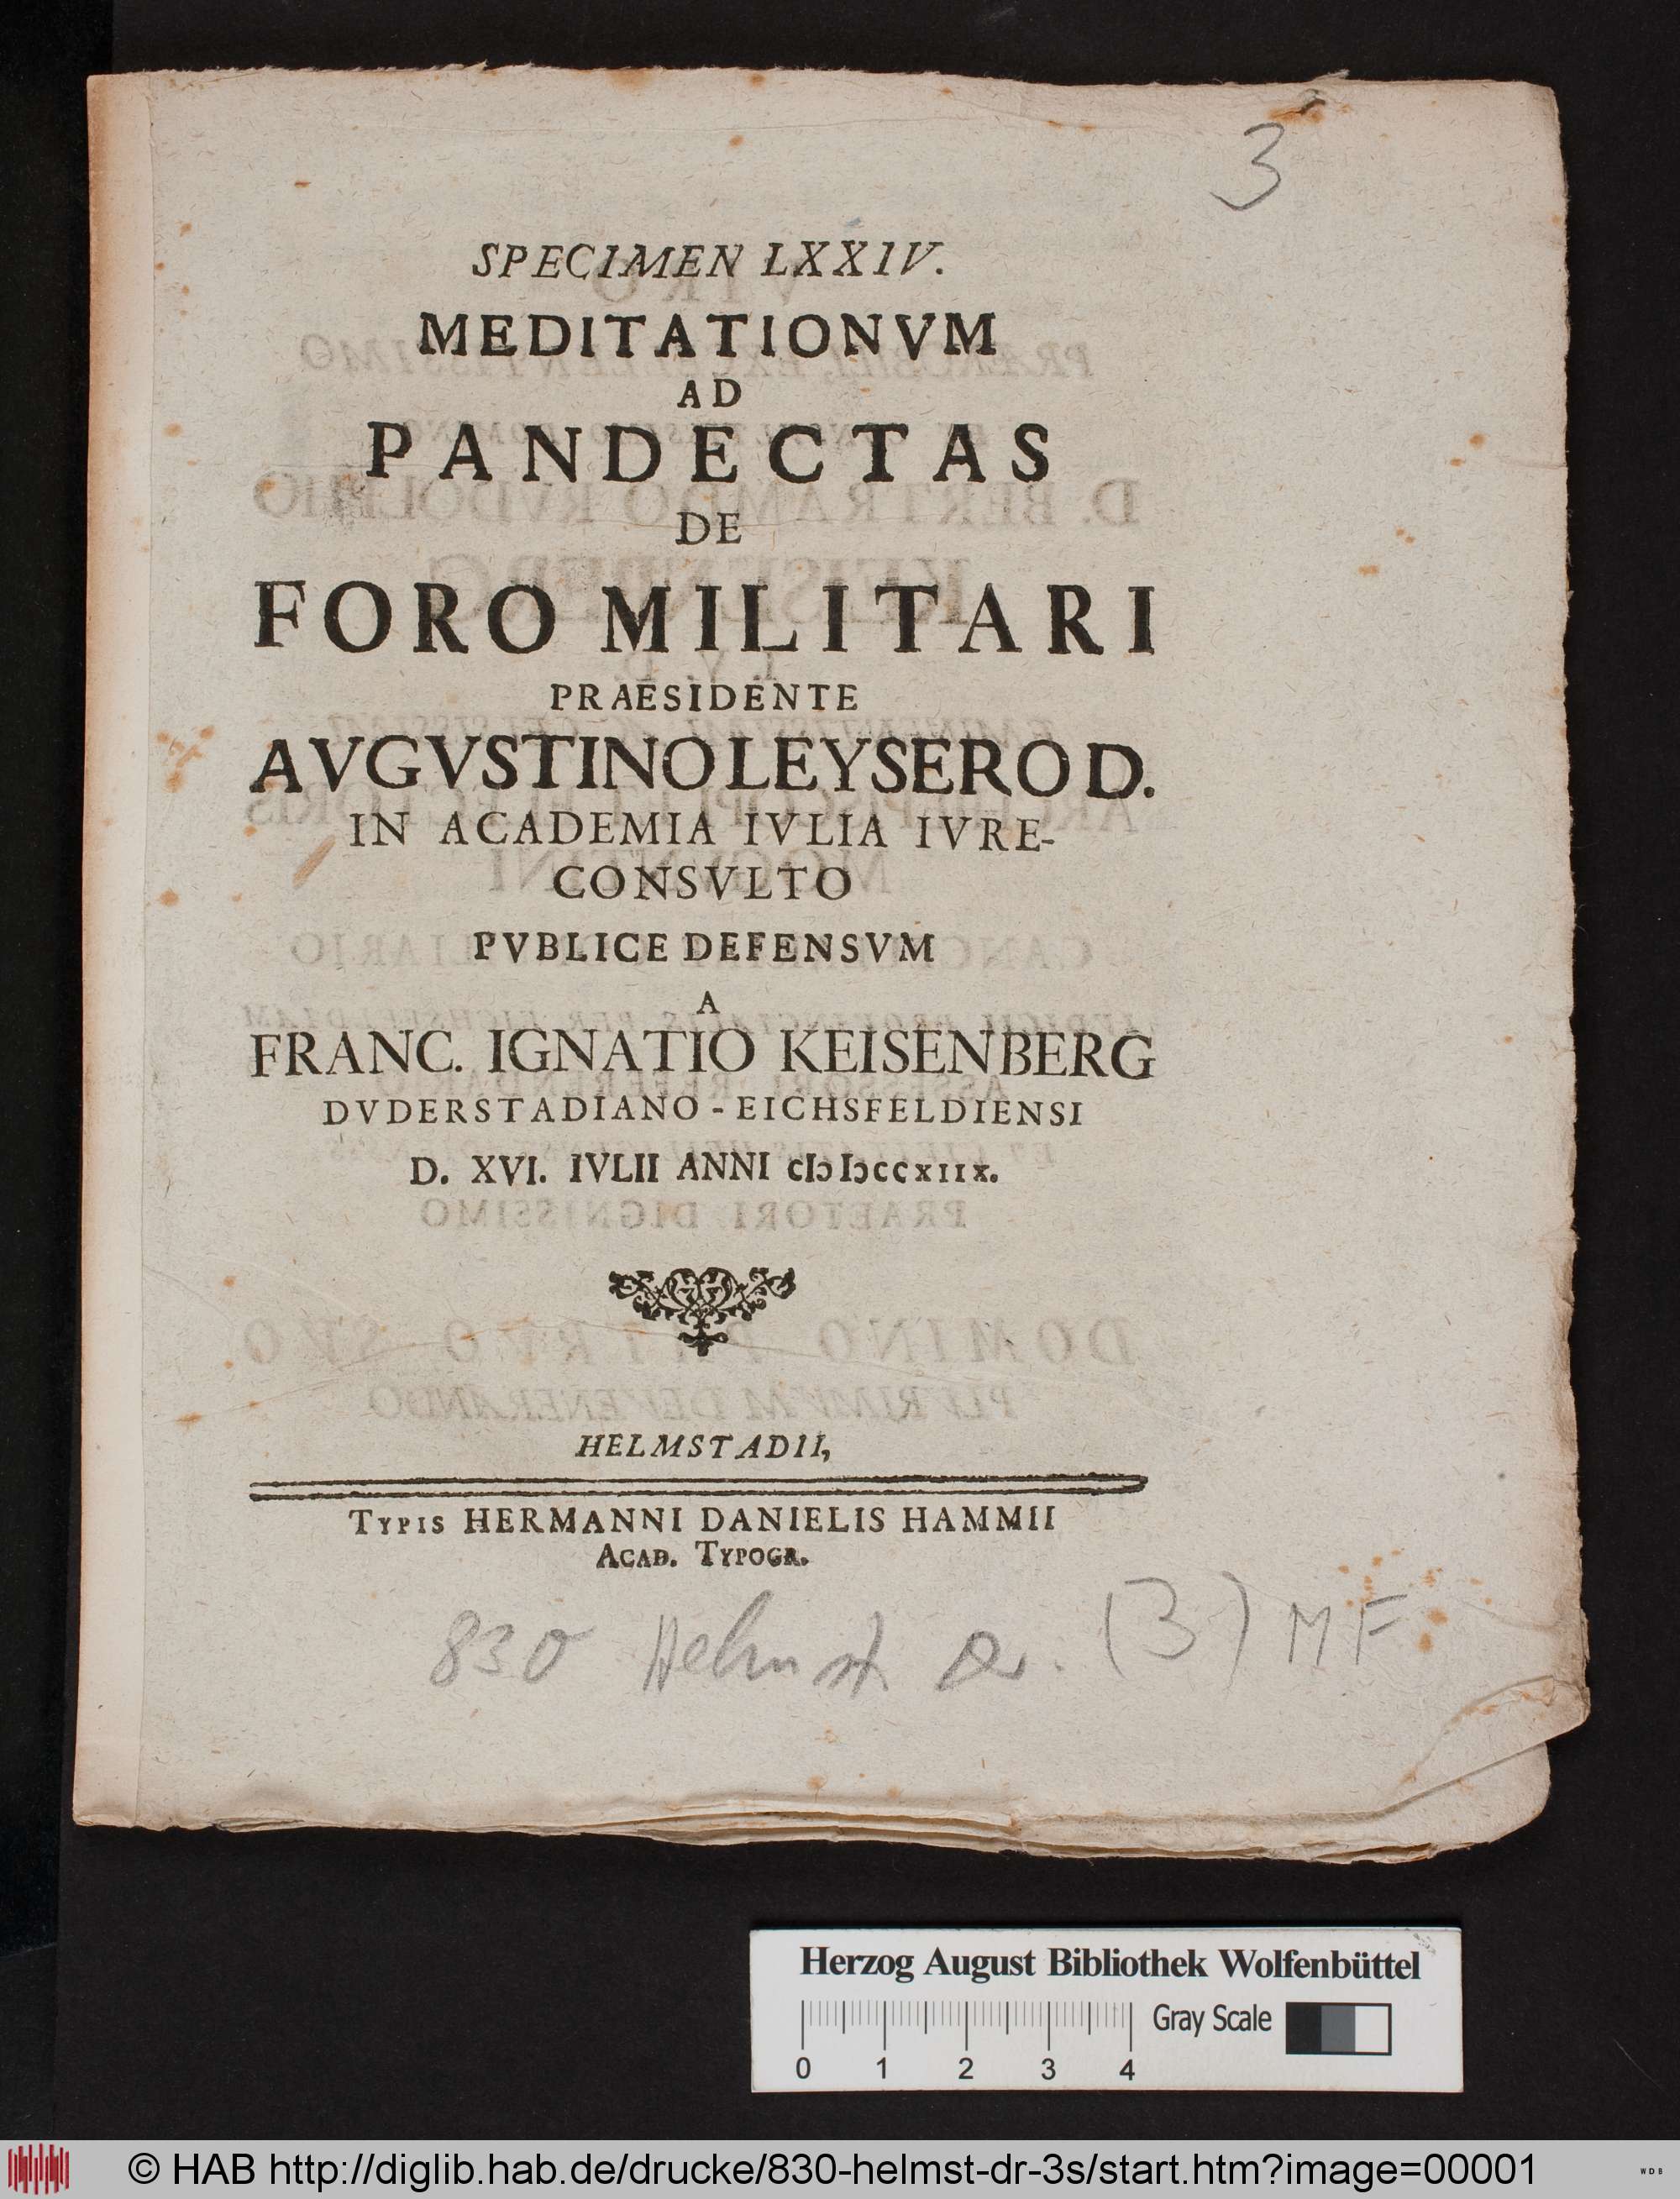 3
SPECIMEN LXXIV.
MEDITATIONVM
AD
PANDECTAS
DE
FORO MILITARI
PRAESIDENTE
AVGVSTINO LEYSERO D.
IN ACADEMIA IVLIA IVRE-
CONSVLTO
PVBLICE DEFENSVM
A
FRANC. IGNATIO KEISENBERG
DVDERSTADIANO - EICHSFELDIENSI
D. XVI. IVLII ANNI cIɔ Iɔccxiix.
HELMSTADII,
Typis HERMANNI DANIELIS HAMMII
Acad. Typogr.
830 Helmst. Dr. (3) MF
Herzog August Bibliothek Wolfenbüttel
Gray Scale
0 1 2 3 4
© HAB http://diglib.hab.de/drucke/830-helmst-dr-3s/start.htm?image=00001
WDB